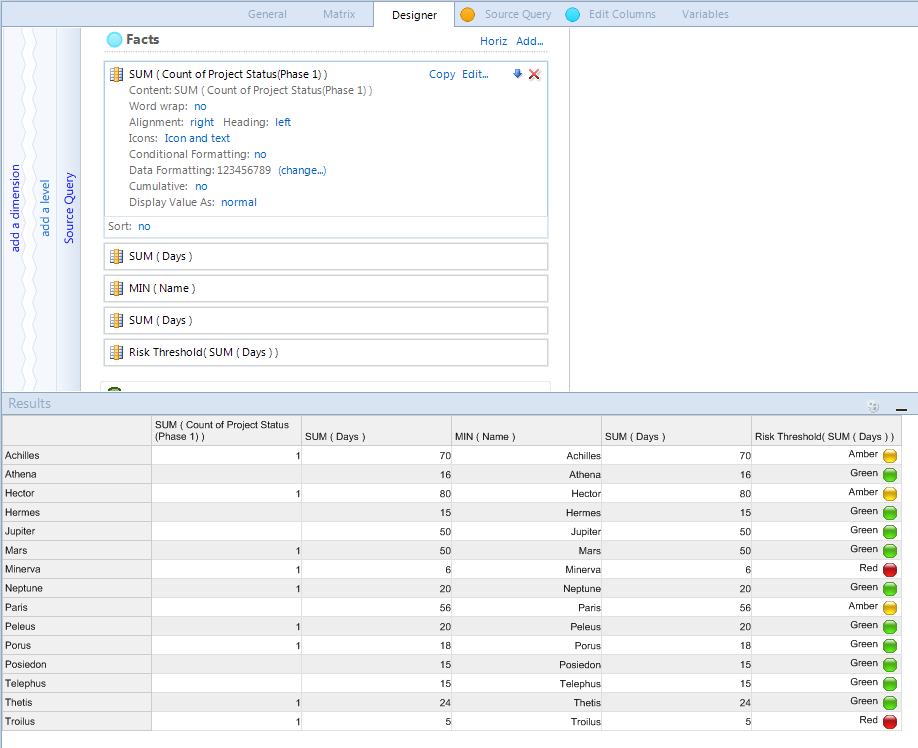 General Matrix Designer Source Query Edit Columns Variables
add a dimension
add a level
Source Query
Facts
Horiz Add...
SUM ( Count of Project Status(Phase 1) ) Copy Edit...
Content: SUM ( Count of Project Status(Phase 1) )
Word wrap: no
Alignment: right Heading: left
Icons: Icon and text
Conditional Formatting: no
Data Formatting: 123456789 (change...)
Cumulative: no
Display Value As: normal
Sort: no
SUM ( Days )
MIN ( Name )
SUM ( Days )
Risk Threshold( SUM ( Days ) )
Results
SUM ( Count of Project Status
(Phase 1) ) SUM ( Days ) MIN ( Name ) SUM ( Days ) Risk Threshold( SUM ( Days ) )
Achilles 1 70 Achilles 70 Amber
Athena 16 Athena 16 Green
Hector 1 80 Hector 80 Amber
Hermes 15 Hermes 15 Green
Jupiter 50 Jupiter 50 Green
Mars 1 50 Mars 50 Green
Minerva 1 6 Minerva 6 Red
Neptune 1 20 Neptune 20 Green
Paris 56 Paris 56 Amber
Peleus 1 20 Peleus 20 Green
Porus 1 18 Porus 18 Green
Posiedon 15 Posiedon 15 Green
Telephus 15 Telephus 15 Green
Thetis 1 24 Thetis 24 Green
Troilus 1 5 Troilus 5 Red